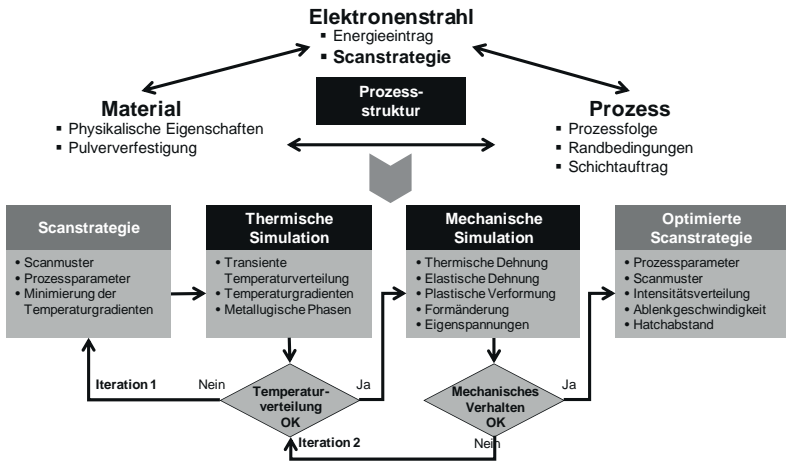 Elektronenstrahl
▪ Energieeintrag
▪ Scanstrategie
Material
▪ Physikalische Eigenschaften
▪ Pulververfestigung
Prozess-
struktur
Prozess
▪ Prozessfolge
▪ Randbedingungen
▪ Schichtauftrag
Scanstrategie
• Scanmuster
• Prozessparameter
• Minimierung der
Temperaturgradienten
Thermische
Simulation
• Transiente
Temperaturverteilung
• Temperaturgradienten
• Metallugische Phasen
Mechanische
Simulation
• Thermische Dehnung
• Elastische Dehnung
• Plastische Verformung
• Formänderung
• Eigenspannungen
Optimierte
Scanstrategie
• Prozessparameter
• Scanmuster
• Intensitätsverteilung
• Ablenkgeschwindigkeit
• Hatchabstand
Iteration 1
Nein
Temperatur-
verteilung
OK
Ja
Mechanisches
Verhalten
OK
Ja
Iteration 2
Nein